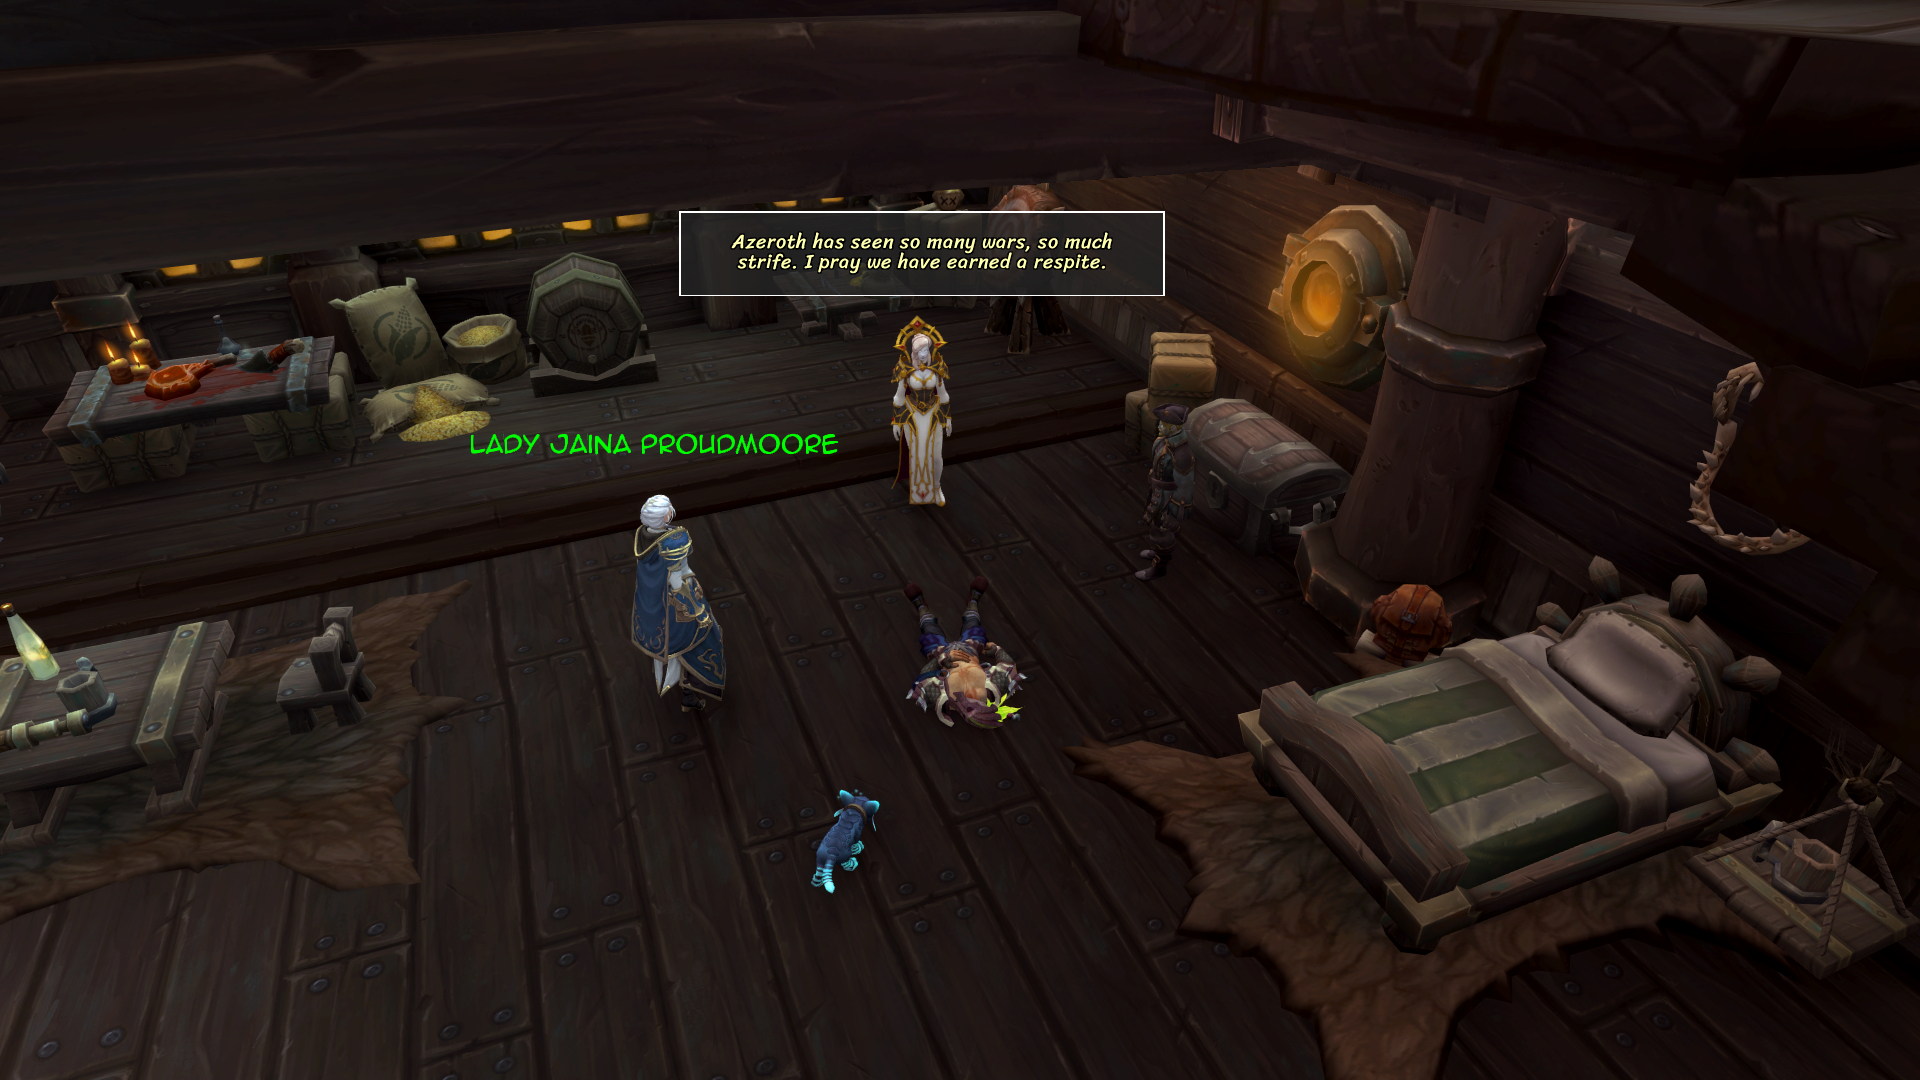 Azeroth has seen so many wars, so much
strife. I pray we have earned a respite.
LADY JAINA PROUDMOORE